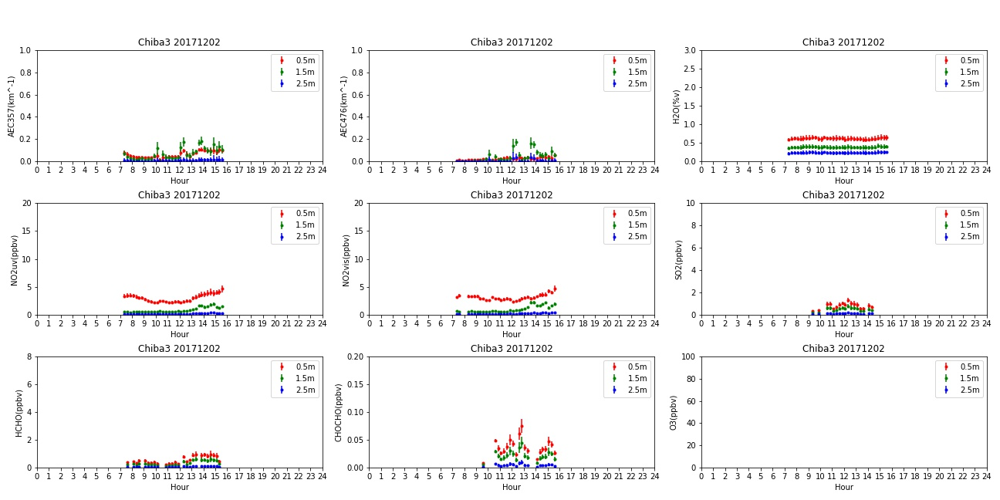 Chiba3 20171202
AEC357(km^-1)
1.0
0.8
0.6
0.4
0.2
0.0
0.5m
1.5m
2.5m
0 1 2 3 4 5 6 7 8 9 10 11 12 13 14 15 16 17 18 19 20 21 22 23 24
Hour
Chiba3 20171202
AEC476(km^-1)
1.0
0.8
0.6
0.4
0.2
0.0
0.5m
1.5m
2.5m
0 1 2 3 4 5 6 7 8 9 10 11 12 13 14 15 16 17 18 19 20 21 22 23 24
Hour
Chiba3 20171202
H2O(%v)
3.0
2.5
2.0
1.5
1.0
0.5
0.0
0.5m
1.5m
2.5m
0 1 2 3 4 5 6 7 8 9 10 11 12 13 14 15 16 17 18 19 20 21 22 23 24
Hour
Chiba3 20171202
NO2uv(ppbv)
20
15
10
5
0
0.5m
1.5m
2.5m
0 1 2 3 4 5 6 7 8 9 10 11 12 13 14 15 16 17 18 19 20 21 22 23 24
Hour
Chiba3 20171202
NO2vis(ppbv)
20
15
10
5
0
0.5m
1.5m
2.5m
0 1 2 3 4 5 6 7 8 9 10 11 12 13 14 15 16 17 18 19 20 21 22 23 24
Hour
Chiba3 20171202
SO2(ppbv)
10
8
6
4
2
0
0.5m
1.5m
2.5m
0 1 2 3 4 5 6 7 8 9 10 11 12 13 14 15 16 17 18 19 20 21 22 23 24
Hour
Chiba3 20171202
HCHO(ppbv)
8
6
4
2
0
0.5m
1.5m
2.5m
0 1 2 3 4 5 6 7 8 9 10 11 12 13 14 15 16 17 18 19 20 21 22 23 24
Hour
Chiba3 20171202
CHOCHO(ppbv)
0.20
0.15
0.10
0.05
0.00
0.5m
1.5m
2.5m
0 1 2 3 4 5 6 7 8 9 10 11 12 13 14 15 16 17 18 19 20 21 22 23 24
Hour
Chiba3 20171202
O3(ppbv)
100
80
60
40
20
0
0.5m
1.5m
2.5m
0 1 2 3 4 5 6 7 8 9 10 11 12 13 14 15 16 17 18 19 20 21 22 23 24
Hour